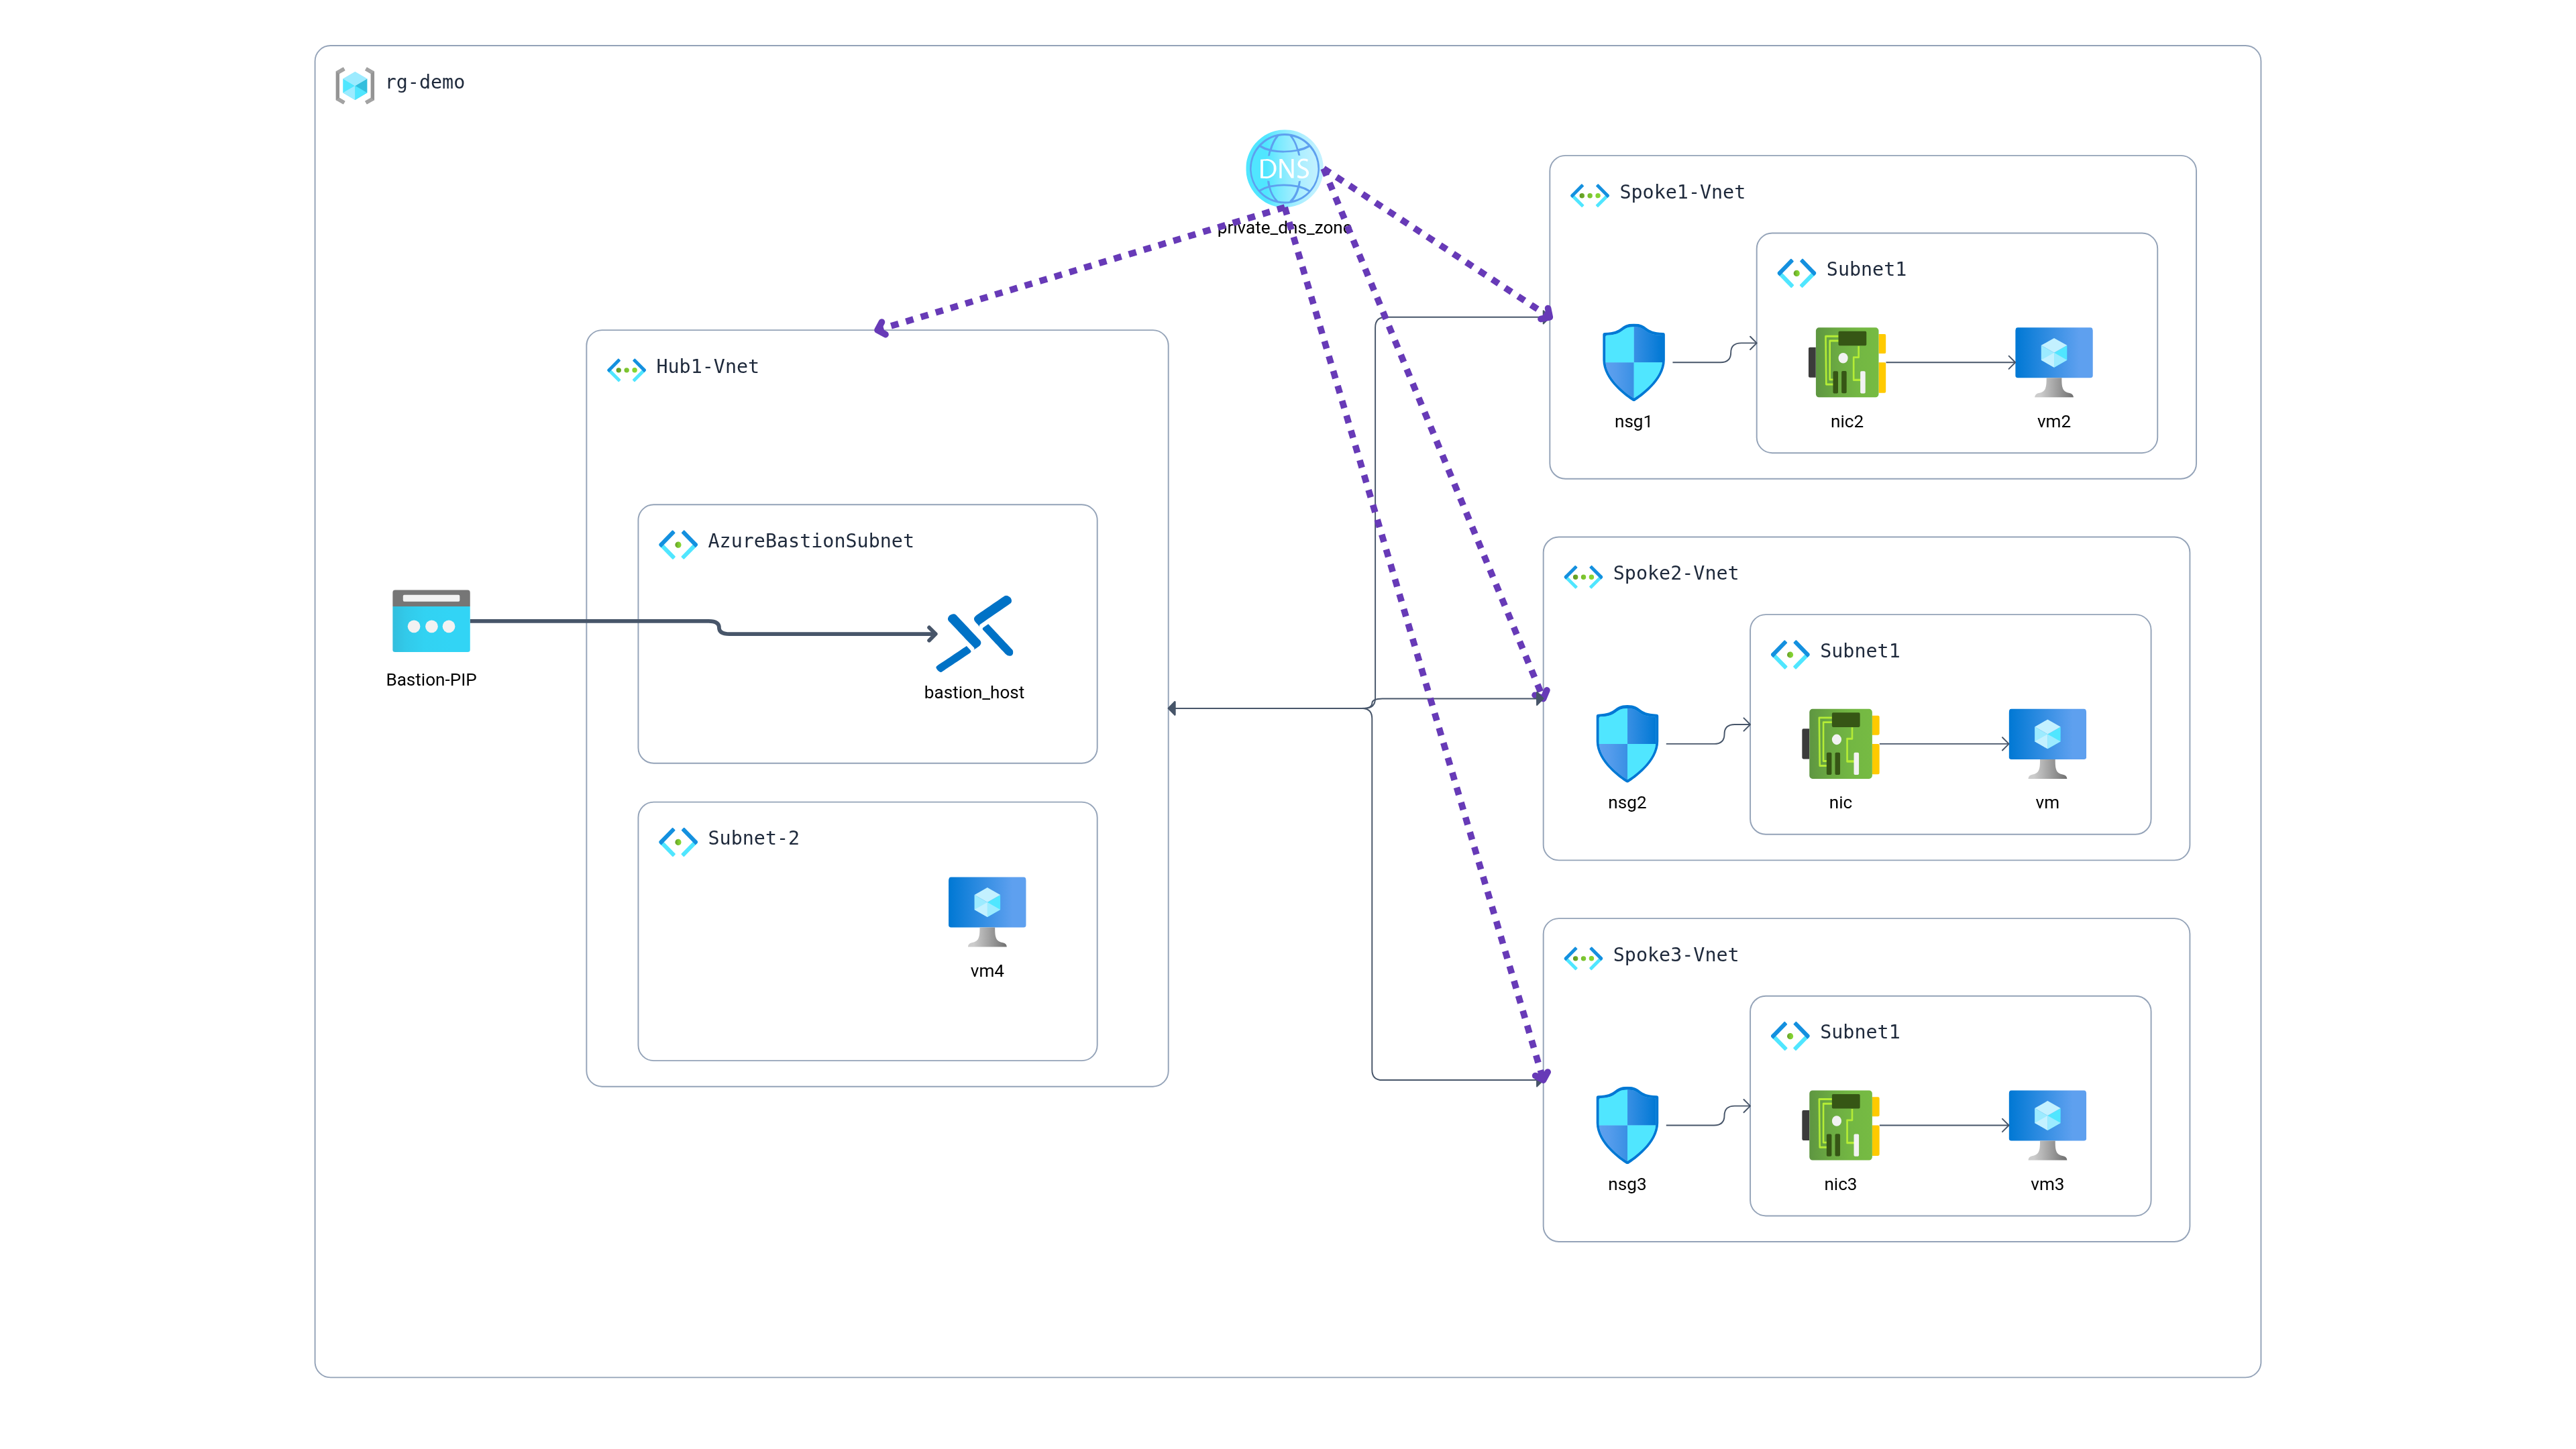 rg-demo
DNS
private_dns_zone
Spoke1-Vnet
Subnet1
nsg1
nic2
vm2
Hub1-Vnet
AzureBastionSubnet
Bastion-PIP
bastion_host
Subnet-2
vm4
Spoke2-Vnet
Subnet1
nsg2
nic
vm
Spoke3-Vnet
Subnet1
nsg3
nic3
vm3